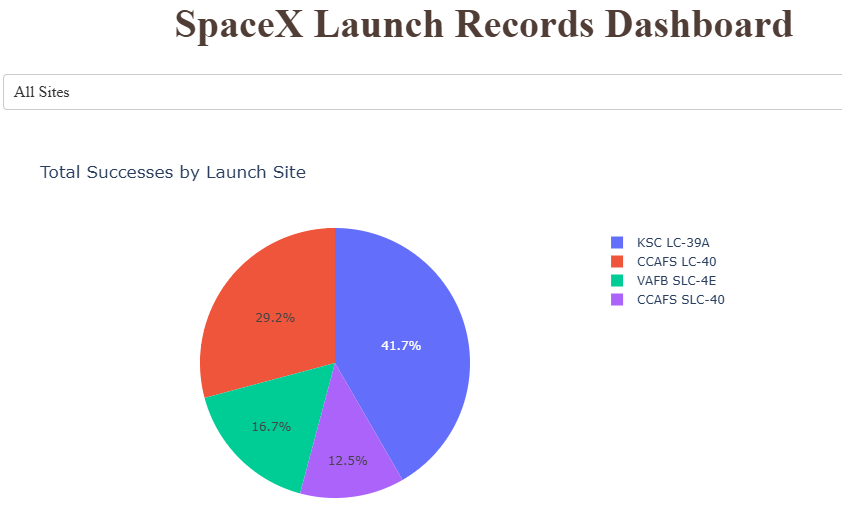 SpaceX Launch Records Dashboard
All Sites
Total Successes by Launch Site
KSC LC-39A
CCAFS LC-40
VAFB SLC-4E
CCAFS SLC-40
29.2%
41.7%
16.7%
12.5%